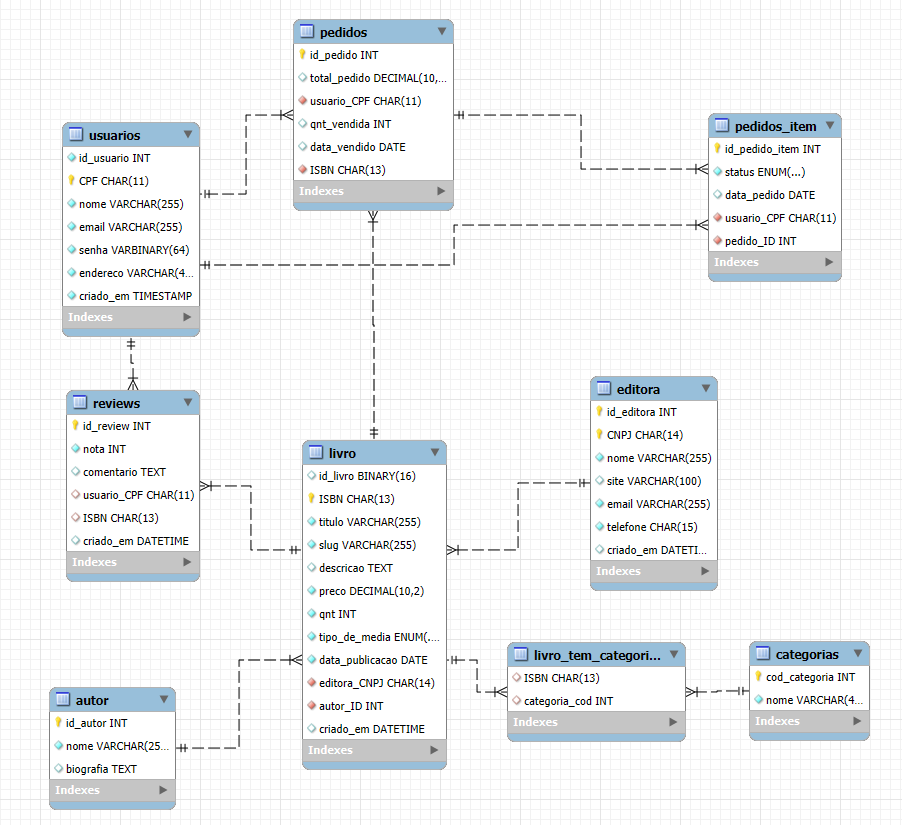 pedidos
id_pedido INT
total_pedido DECIMAL(10,...
usuario_CPF CHAR(11)
qnt_vendida INT
data_vendido DATE
ISBN CHAR(13)
Indexes
usuarios
id_usuario INT
CPF CHAR(11)
nome VARCHAR(255)
email VARCHAR(255)
senha VARBINARY(64)
endereco VARCHAR(4...
criado_em TIMESTAMP
Indexes
pedidos_item
id_pedido_item INT
status ENUM(...)
data_pedido DATE
usuario_CPF CHAR(11)
pedido_ID INT
Indexes
reviews
id_review INT
nota INT
comentario TEXT
usuario_CPF CHAR(11)
ISBN CHAR(13)
criado_em DATETIME
Indexes
livro
id_livro BINARY(16)
ISBN CHAR(13)
titulo VARCHAR(255)
slug VARCHAR(255)
descricao TEXT
preco DECIMAL(10,2)
qnt INT
tipo_de_media ENUM(....
data_publicacao DATE
editora_CNPJ CHAR(14)
autor_ID INT
criado_em DATETIME
Indexes
editora
id_editora INT
CNPJ CHAR(14)
nome VARCHAR(255)
site VARCHAR(100)
email VARCHAR(255)
telefone CHAR(15)
criado_em DATETI...
Indexes
autor
id_autor INT
nome VARCHAR(25...
biografia TEXT
Indexes
livro_tem_categori...
ISBN CHAR(13)
categoria_cod INT
Indexes
categorias
cod_categoria INT
nome VARCHAR(4...
Indexes